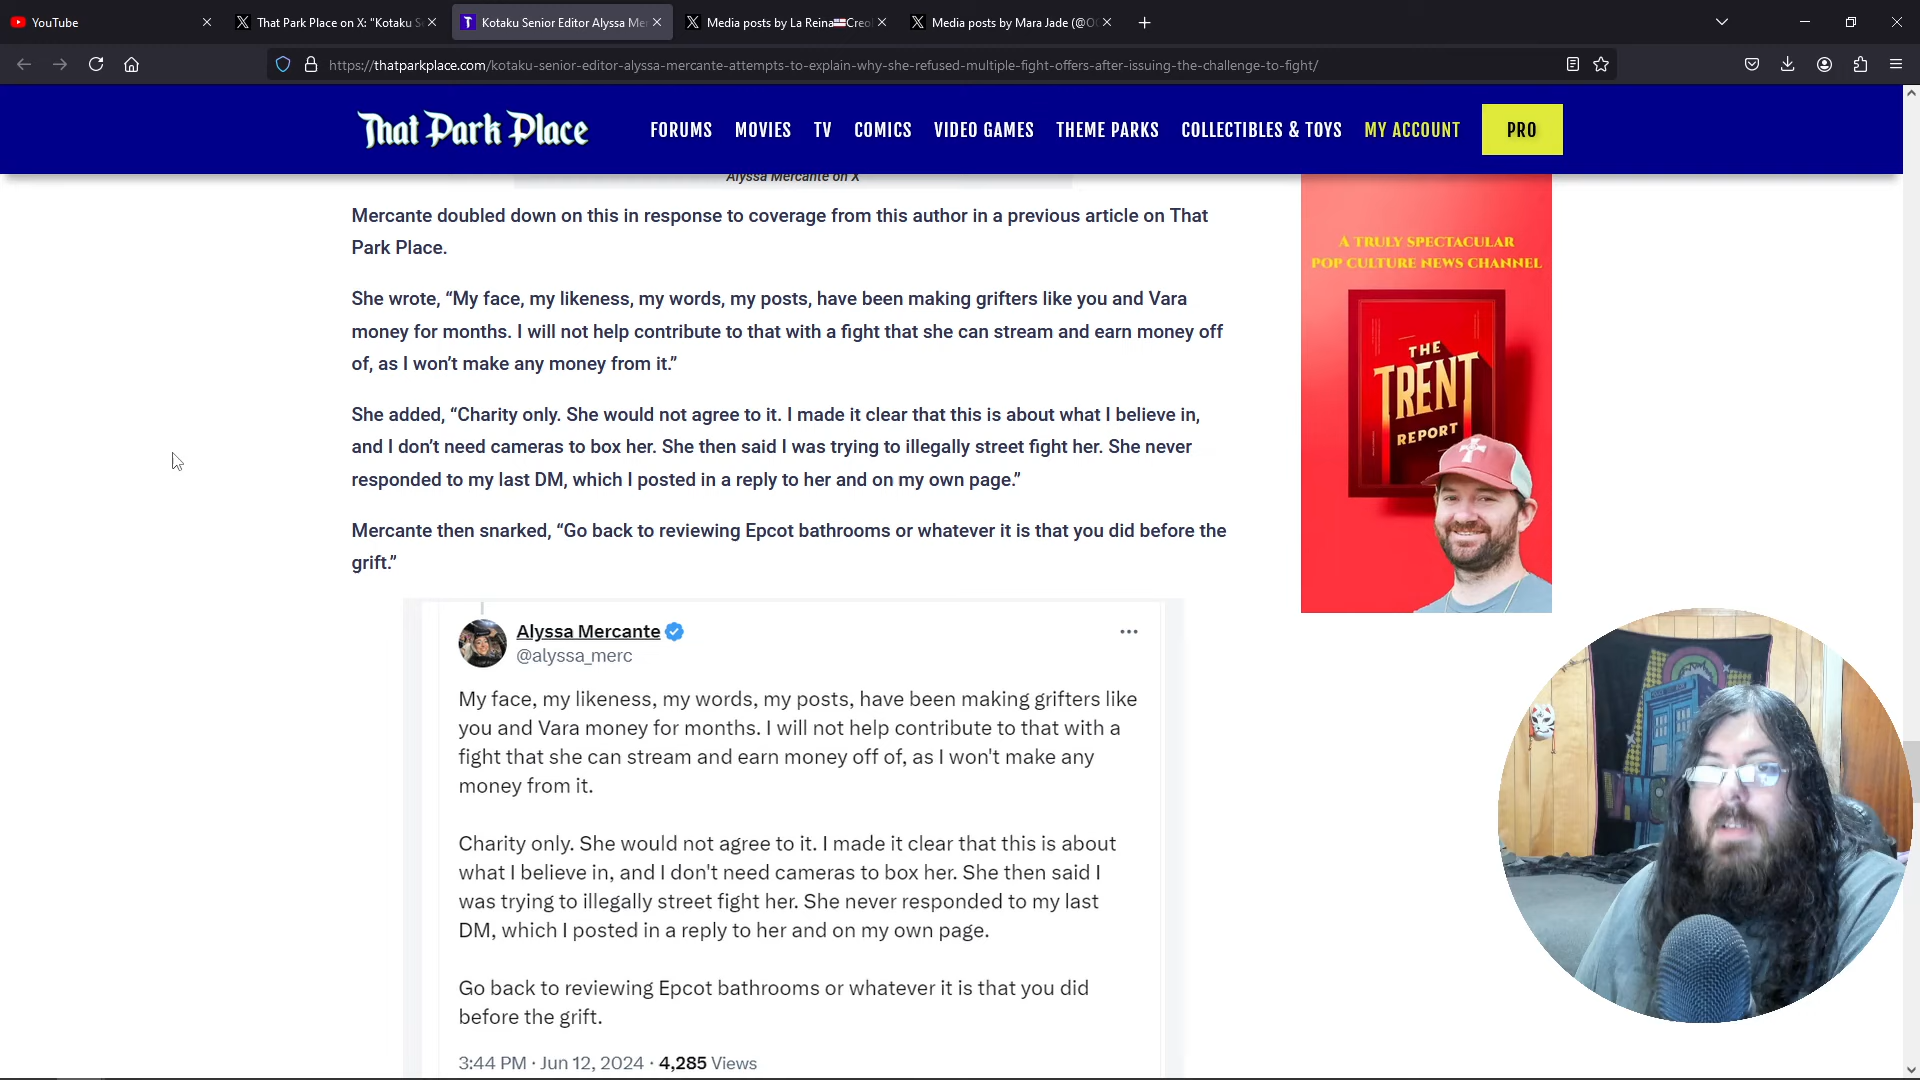 YouTube
That Park Place on X: "Kotaku S
Kotaku Senior Editor Alyssa Me
Media posts by La Reina Creol
Media posts by Mara Jade (@OC
https://thatparkplace.com/kotaku-senior-editor-alyssa-mercante-attempts-to-explain-why-she-refused-multiple-fight-offers-after-issuing-the-challenge-to-fight/
That Park Place
FORUMS MOVIES TV COMICS VIDEO GAMES THEME PARKS COLLECTIBLES & TOYS MY ACCOUNT PRO
Alyssa Mercante on X
Mercante doubled down on this in response to coverage from this author in a previous article on That
Park Place.
She wrote, “My face, my likeness, my words, my posts, have been making grifters like you and Vara
money for months. I will not help contribute to that with a fight that she can stream and earn money off
of, as I won’t make any money from it.”
She added, “Charity only. She would not agree to it. I made it clear that this is about what I believe in,
and I don’t need cameras to box her. She then said I was trying to illegally street fight her. She never
responded to my last DM, which I posted in a reply to her and on my own page.”
Mercante then snarked, “Go back to reviewing Epcot bathrooms or whatever it is that you did before the
grift.”
A TRULY SPECTACULAR
POP CULTURE NEWS CHANNEL
THE
TRENT
REPORT
Alyssa Mercante
@alyssa_merc
My face, my likeness, my words, my posts, have been making grifters like
you and Vara money for months. I will not help contribute to that with a
fight that she can stream and earn money off of, as I won't make any
money from it.
Charity only. She would not agree to it. I made it clear that this is about
what I believe in, and I don't need cameras to box her. She then said I
was trying to illegally street fight her. She never responded to my last
DM, which I posted in a reply to her and on my own page.
Go back to reviewing Epcot bathrooms or whatever it is that you did
before the grift.
3:44 PM · Jun 12, 2024 · 4,285 Views